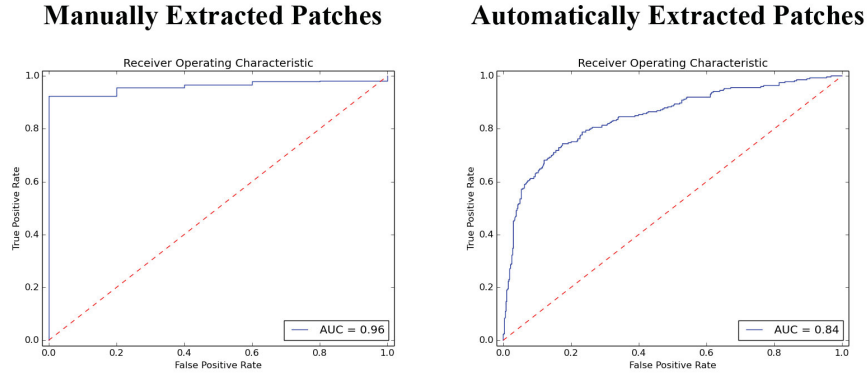 Manually Extracted Patches
Receiver Operating Characteristic
1.0
0.8
0.6
0.4
0.2
0.0
True Positive Rate
0.0 0.2 0.4 0.6 0.8 1.0
False Positive Rate
AUC = 0.96
Automatically Extracted Patches
Receiver Operating Characteristic
1.0
0.8
0.6
0.4
0.2
0.0
True Positive Rate
0.0 0.2 0.4 0.6 0.8 1.0
False Positive Rate
AUC = 0.84